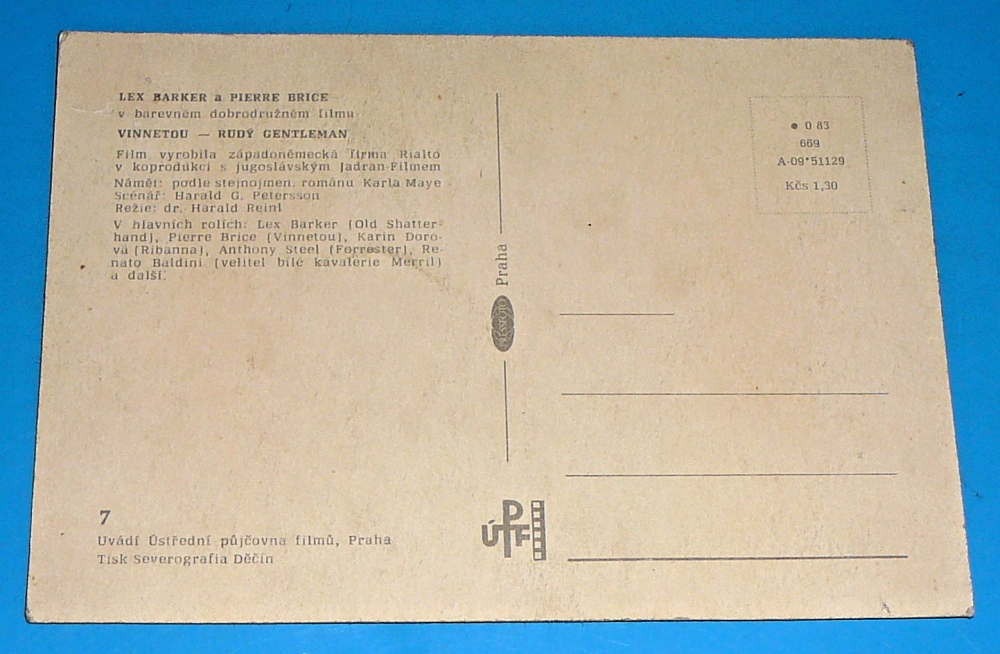 LEX BARKER a PIERRE BRICE
v barevném dobrodružném filmu
VINNETOU — RUDÝ GENTLEMAN
Film vyrobila západoněmecká firma Rialto
v koprodukci s jugoslávským Jadran-Filmem
Námět: podle stejnojmen. románu Karla Maye
Scénář: Harald G. Petersson
Režie: dr. Harald Reinl
V hlavních rolích: Lex Barker (Old Shatter-
hand), Pierre Brice (Vinnetou), Karin Doro-
vá (Ribanna), Anthony Steel (Forrester), Re-
nato Baldini (velitel bílé kavalerie Merril)
a další.
7
Uvádí Ústřední půjčovna filmů, Praha
Tisk Severografia Děčín
Praha
PRESSFOTO
ÚPF
● 0 83
669
A-09*51129
Kčs 1,30